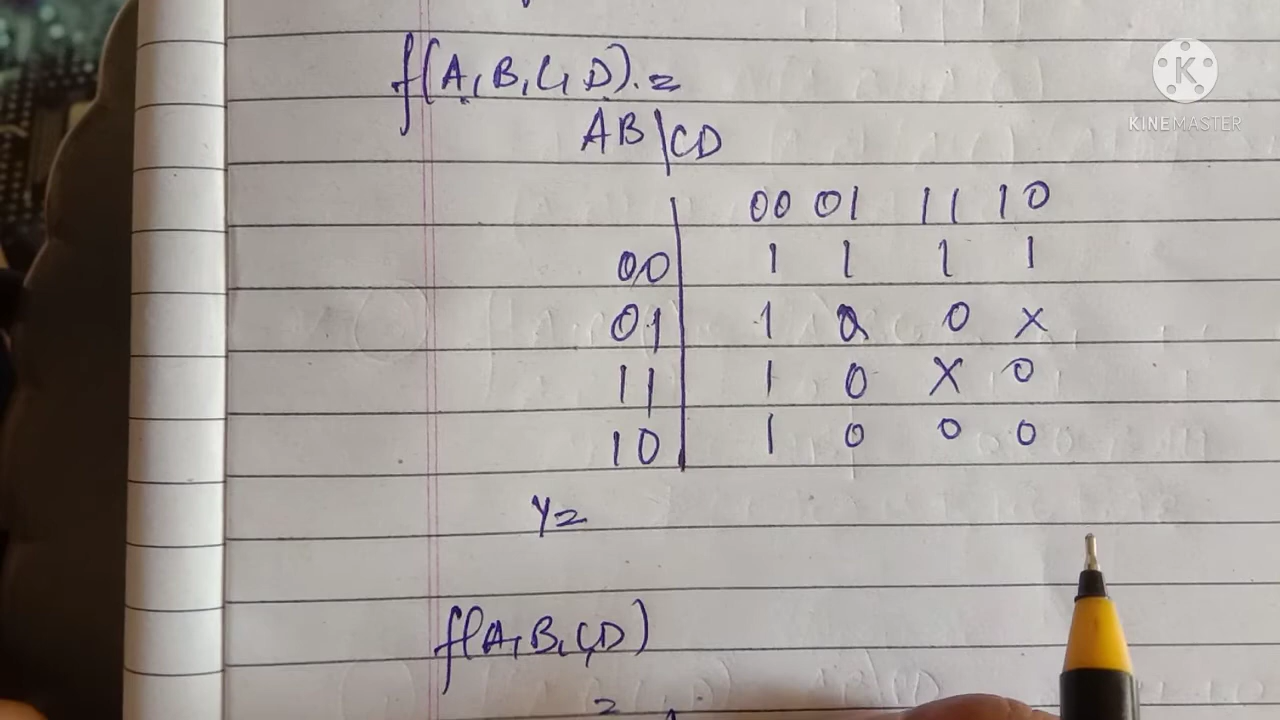 f(A, B, C, D). =
KINEMASTER
AB\CD
00 01 11 10
00 1 1 1 1
01 1 0 0 X
11 1 0 X 0
10 1 0 0 0
Y=
f(A, B, C, D)
=